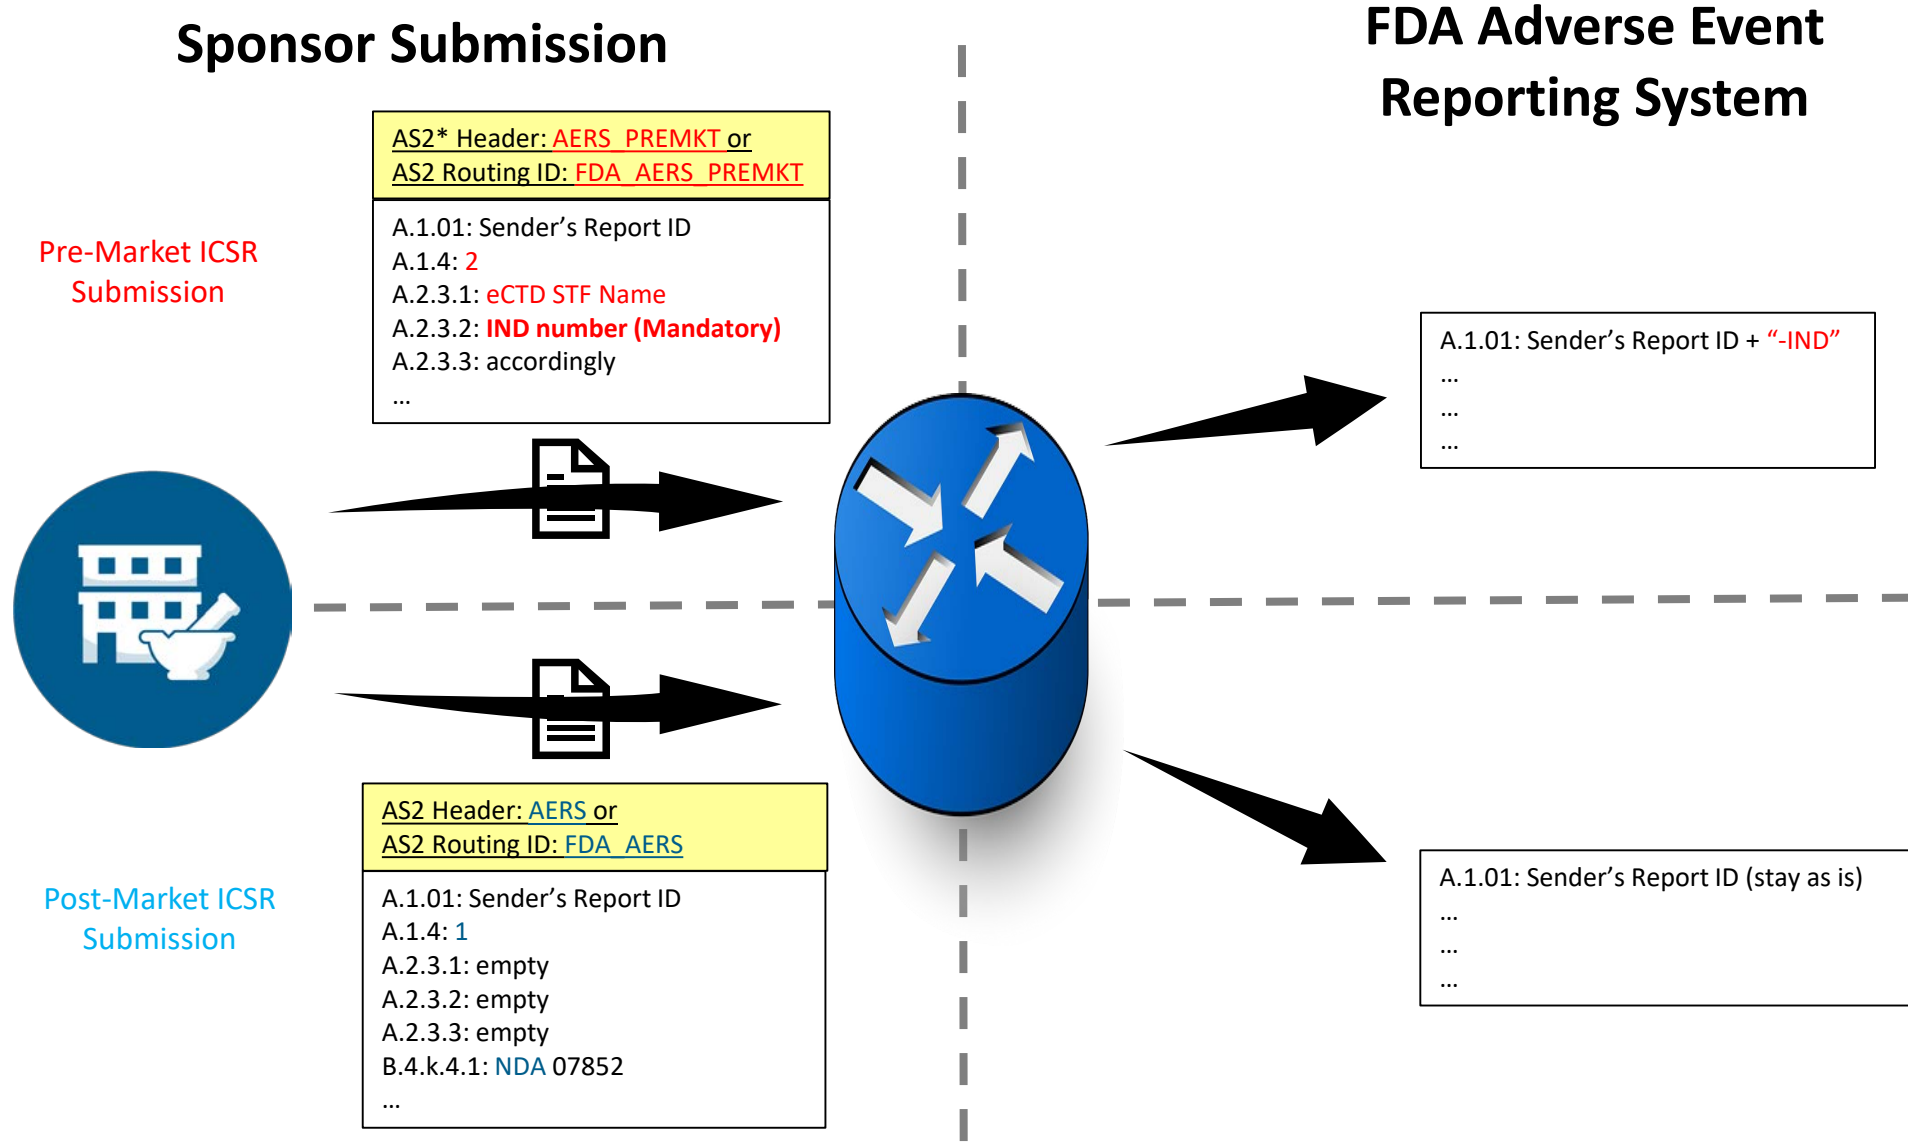 Sponsor Submission
FDA Adverse Event
Reporting System
Pre-Market ICSR
Submission
AS2* Header: AERS_PREMKT or
AS2 Routing ID: FDA_AERS_PREMKT
A.1.01: Sender’s Report ID
A.1.4: 2
A.2.3.1: eCTD STF Name
A.2.3.2: IND number (Mandatory)
A.2.3.3: accordingly
…
A.1.01: Sender’s Report ID + “-IND”
…
…
…
Post-Market ICSR
Submission
AS2 Header: AERS or
AS2 Routing ID: FDA_AERS
A.1.01: Sender’s Report ID
A.1.4: 1
A.2.3.1: empty
A.2.3.2: empty
A.2.3.3: empty
B.4.k.4.1: NDA 07852
…
A.1.01: Sender’s Report ID (stay as is)
…
…
…